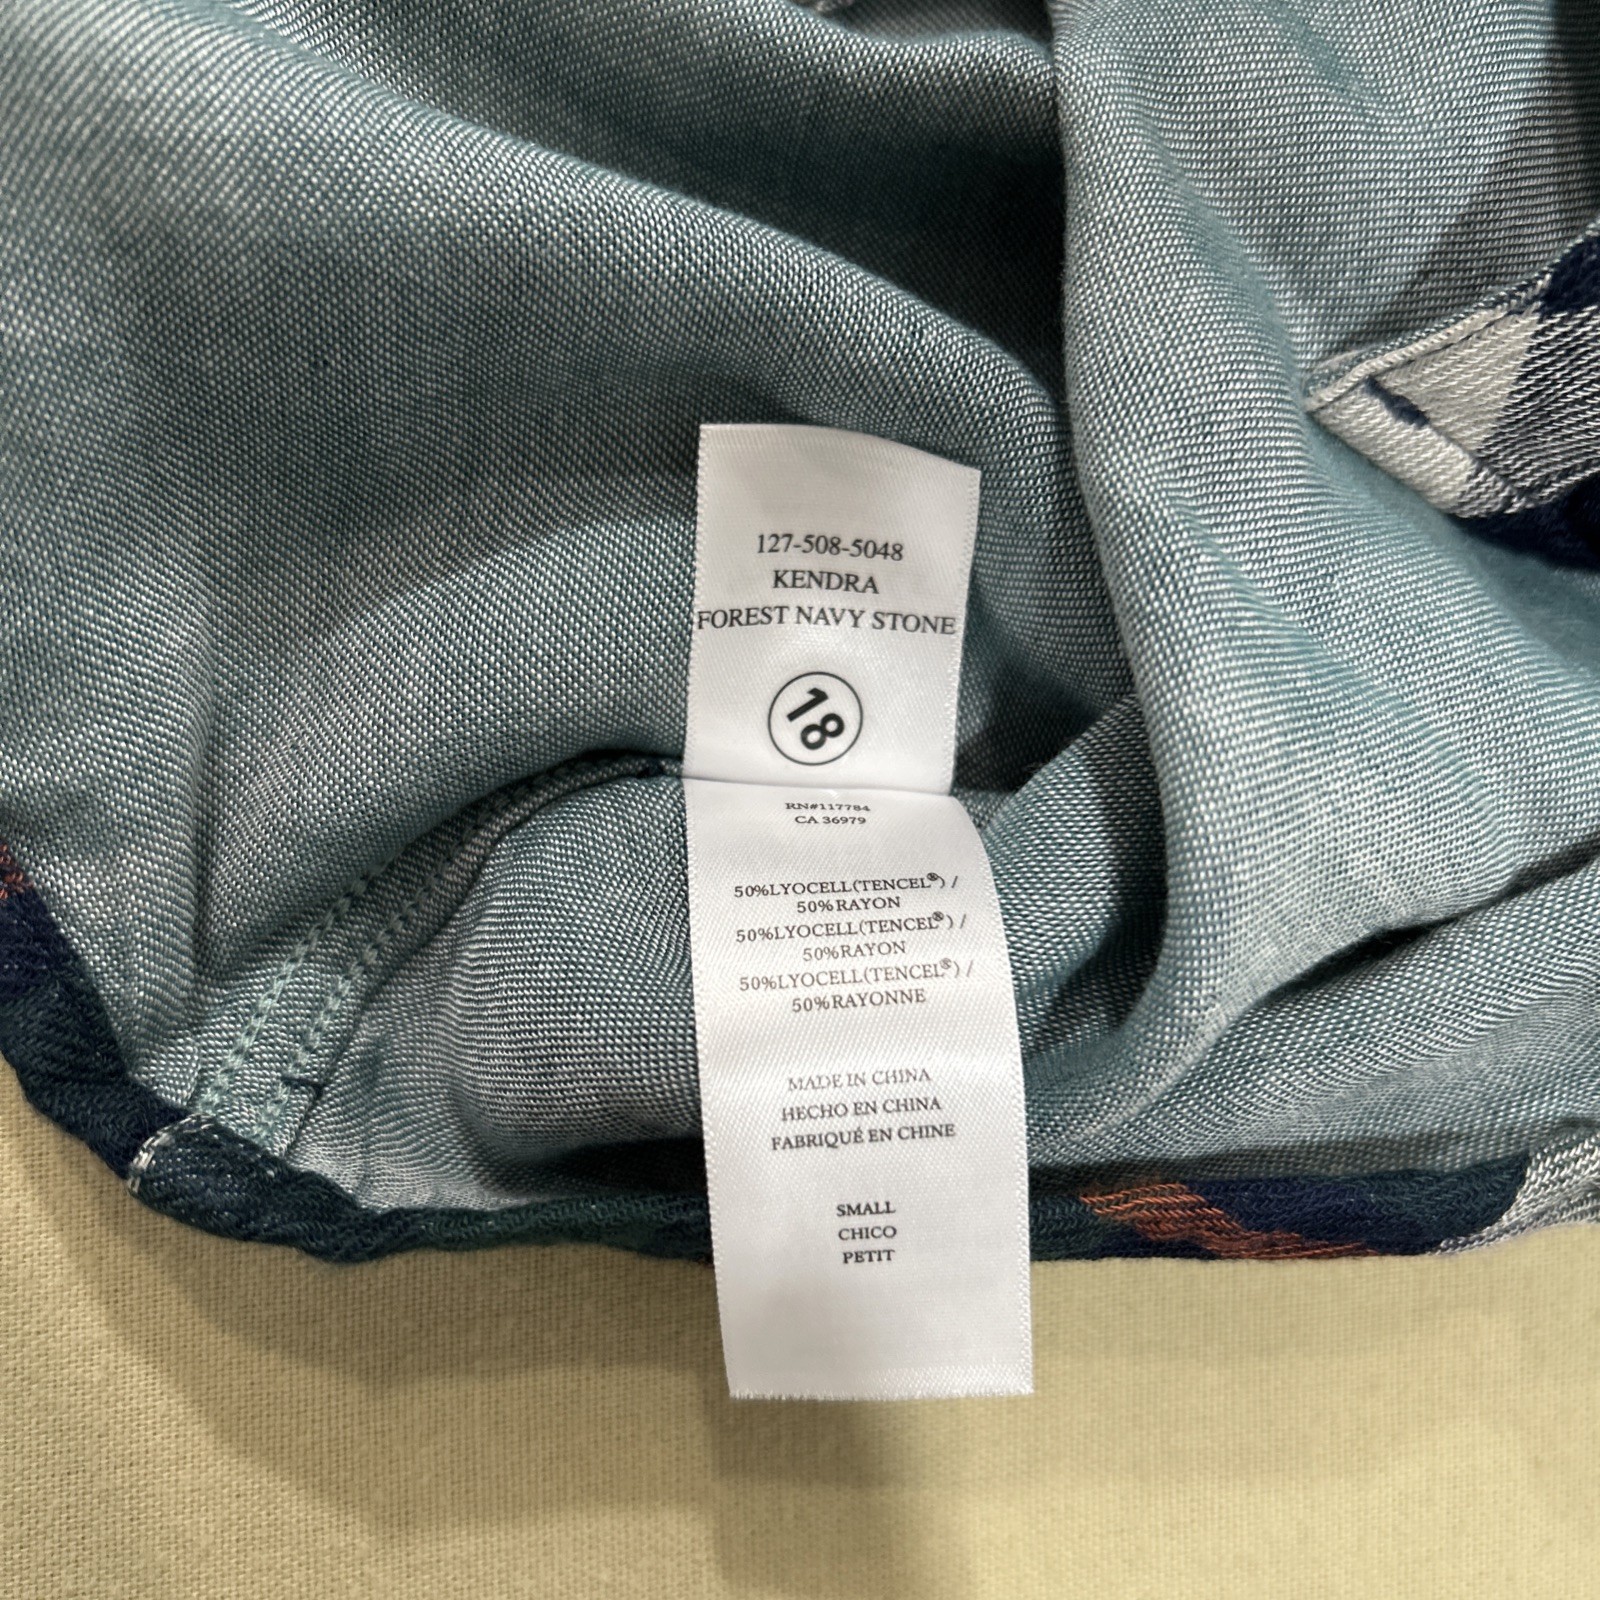 127-508-5048
KENDRA
FOREST NAVY STONE
18
RN#117784
CA 36979
50%LYOCELL(TENCEL®) /
50%RAYON
50%LYOCELL(TENCEL®) /
50%RAYON
50%LYOCELL(TENCEL®) /
50%RAYONNE
MADE IN CHINA
HECHO EN CHINA
FABRIQUÉ EN CHINE
SMALL
CHICO
PETIT